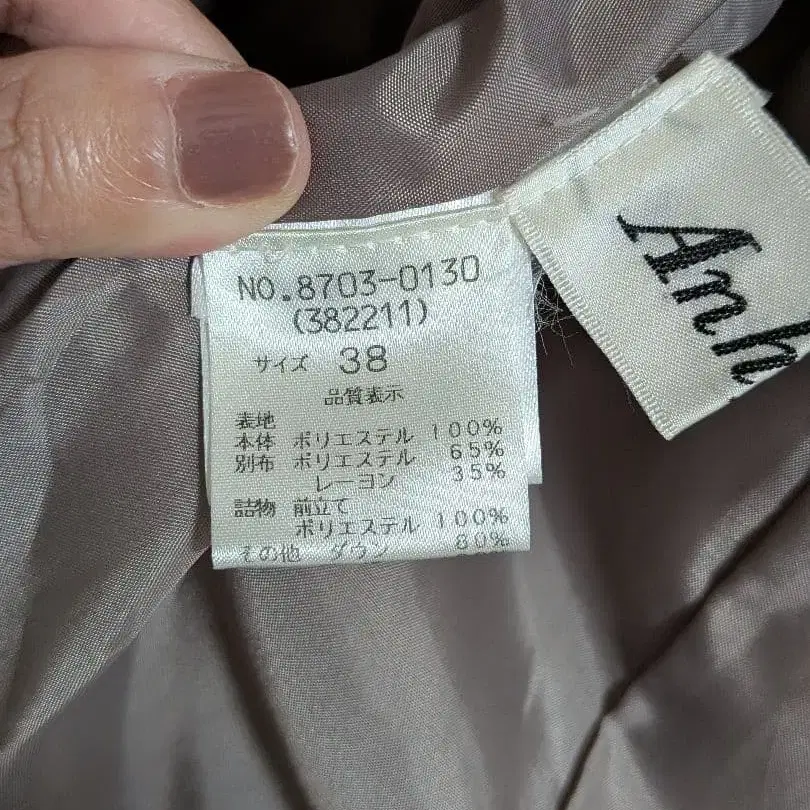 NO.8703-0130
(382211)
サイズ 38
品質表示
表地
本体 ポリエステル 100%
別布 ポリエステル 65%
レーヨン 35%
詰物 前立て
ポリエステル 100%
その他 ダウン 80%
Anh